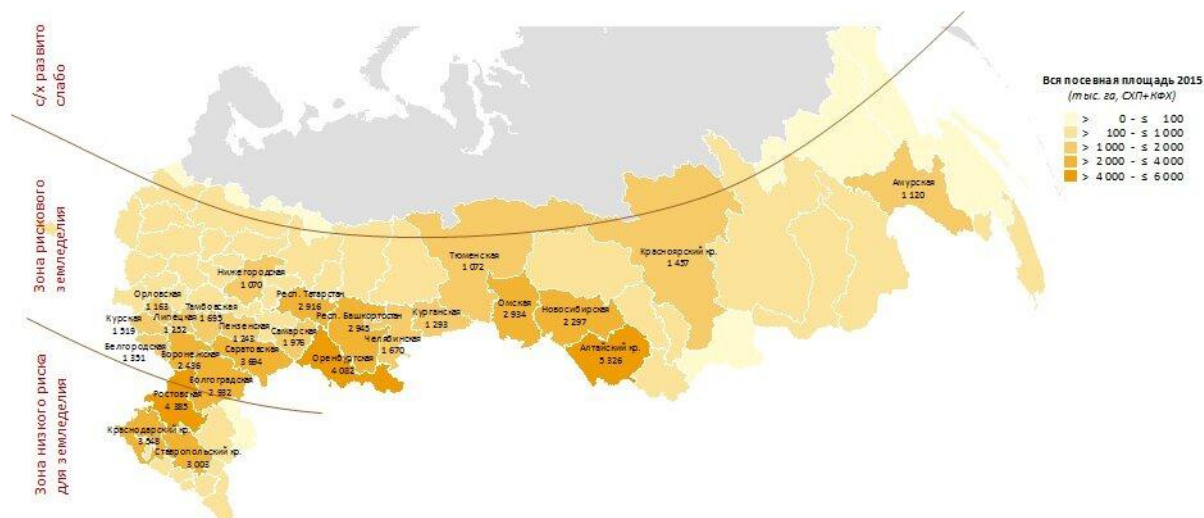 с/х развито
слабо
Зона рискового
земледелия
Зона низкого риска
для земледелия
Вся посевная площадь 2015
(тыс. га, СХП+КФХ)
> 0 - ≤ 100
> 100 - ≤ 1 000
> 1 000 - ≤ 2 000
> 2 000 - ≤ 4 000
> 4 000 - ≤ 6 000
Амурская
1 120
Красноярский кр.
1 457
Тюменская
1 072
Нижегородская
1 070
Орловская
1 163
Тамбовская
1 695
Респ. Татарстан
2 916
Омская
2 934
Новосибирская
2 297
Курская
1 519
Липецкая
1 252
Пензенская
1 243
Самарская
1 976
Респ. Башкортостан
2 945
Курганская
1 293
Челябинская
1 670
Белгородская
1 351
Воронежская
2 436
Саратовская
3 694
Оренбургская
4 082
Алтайский кр.
5 326
Волгоградская
2 932
Ростовская
4 385
Краснодарский кр.
3 548
Ставропольский кр.
3 003